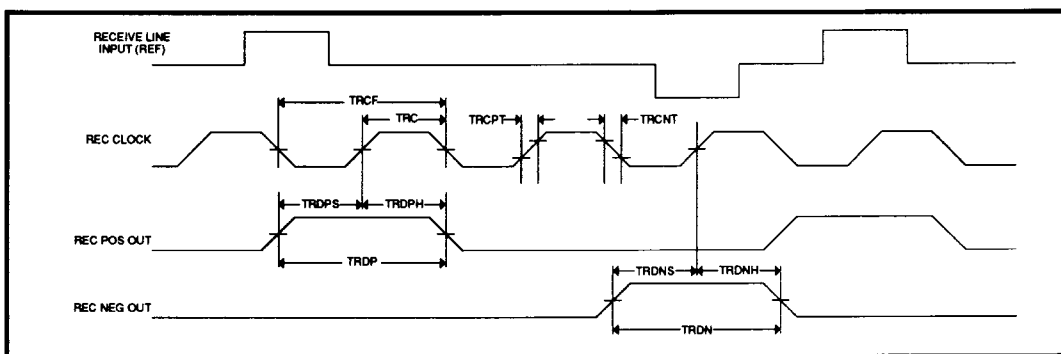 RECEIVE LINE
INPUT (REF)
TRCF
TRC
TRCPT
TRCNT
REC CLOCK
TRDPS
TRDPH
REC POS OUT
TRDP
TRDNS
TRDNH
REC NEG OUT
TRDN